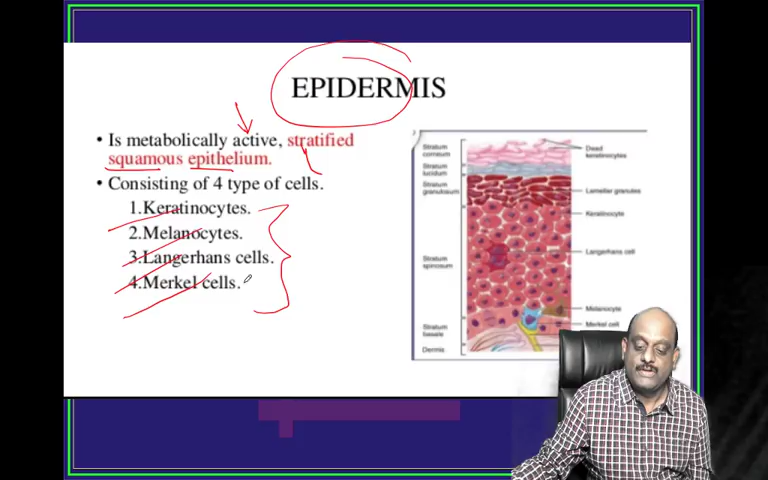 EPIDERMIS
• Is metabolically active, stratified
squamous epithelium.
• Consisting of 4 type of cells.
1.Keratinocytes.
2.Melanocytes.
3.Langerhans cells.
4.Merkel cells.
Stratum
corneum
Stratum
lucidum
Stratum
granulosum
Stratum
spinosum
Stratum
basale
Dermis
Dead
keratinocytes
Lamellar granules
Keratinocyte
Langerhans cell
Melanocyte
Merkel cell